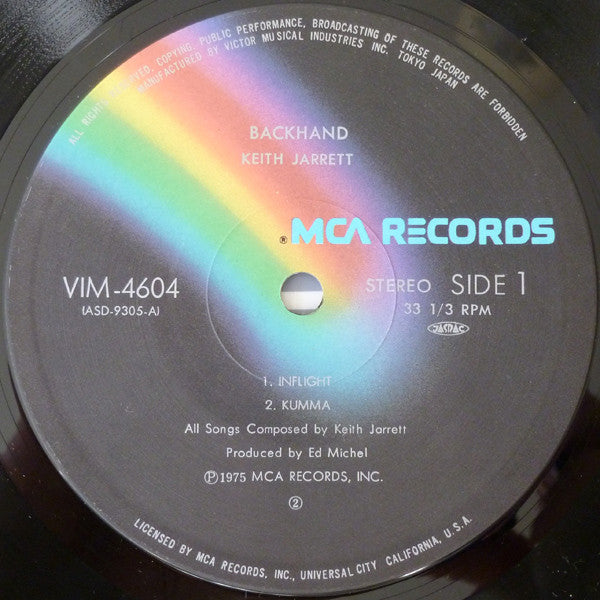 ALL RIGHTS RESERVED. COPYING, PUBLIC PERFORMANCE, BROADCASTING OF THESE RECORDS ARE FORBIDDEN
MANUFACTURED BY VICTOR MUSICAL INDUSTRIES INC. TOKYO JAPAN
BACKHAND
KEITH JARRETT
® MCA RECORDS
VIM-4604
(ASD-9305-A)
STEREO SIDE 1
33 1/3 RPM
JASRAC
1. INFLIGHT
2. KUMMA
All Songs Composed by Keith Jarrett
Produced by Ed Michel
Ⓟ1975 MCA RECORDS, INC.
②
LICENSED BY MCA RECORDS, INC., UNIVERSAL CITY CALIFORNIA, U.S.A.